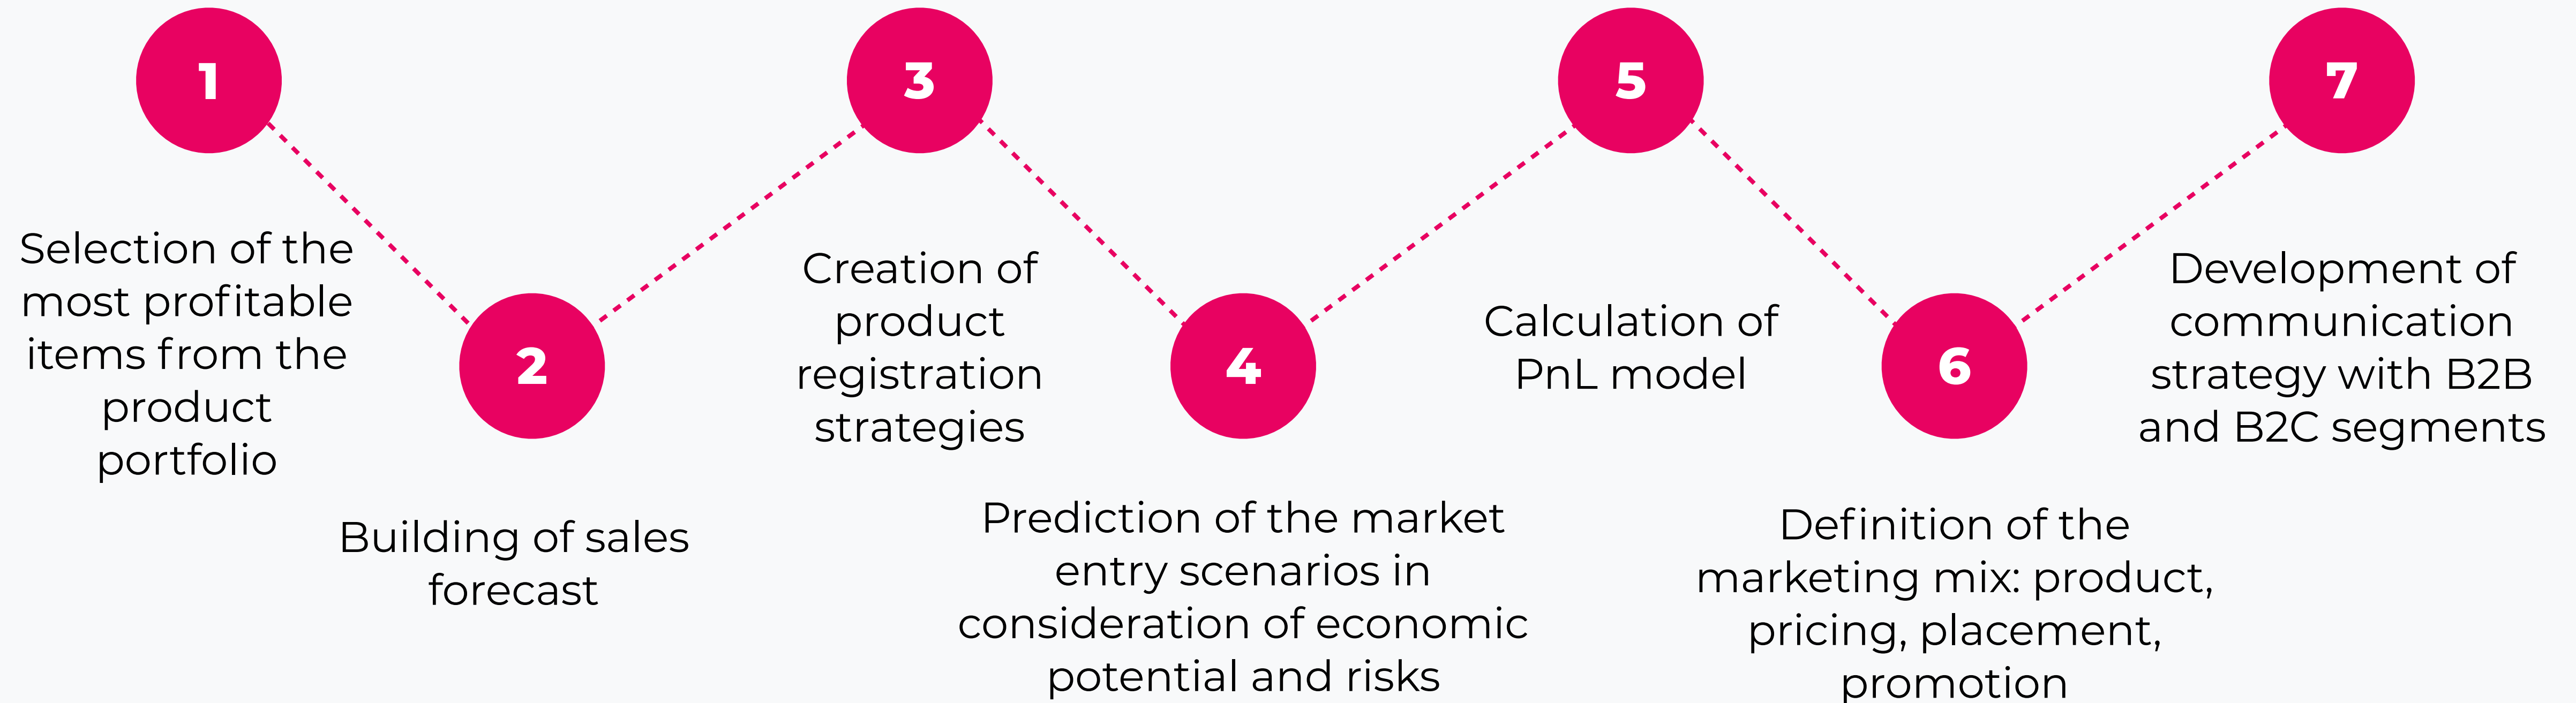 1
Selection of the
most profitable
items from the
product
portfolio
2
Building of sales
forecast
3
Creation of
product
registration
strategies
4
Prediction of the market
entry scenarios in
consideration of economic
potential and risks
5
Calculation of
PnL model
6
Definition of the
marketing mix: product,
pricing, placement,
promotion
7
Development of
communication
strategy with B2B
and B2C segments